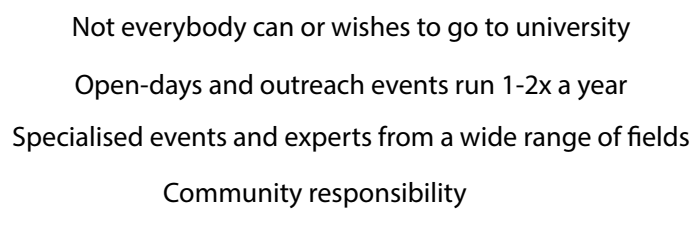 Not everybody can or wishes to go to university
Open-days and outreach events run 1-2x a year
Specialised events and experts from a wide range of fields
Community responsibility